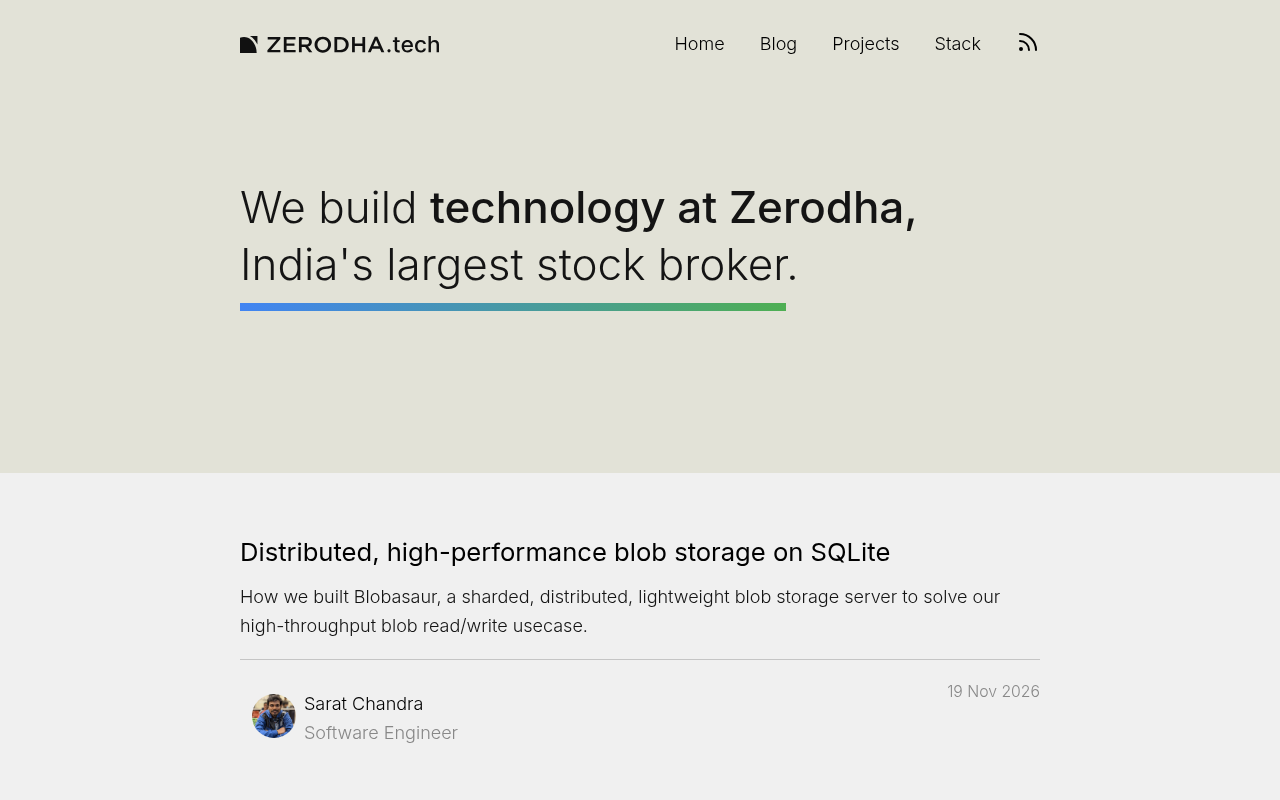 ZERODHA.tech
Home Blog Projects Stack
We build technology at Zerodha,
India's largest stock broker.
Distributed, high-performance blob storage on SQLite
How we built Blobasaur, a sharded, distributed, lightweight blob storage server to solve our
high-throughput blob read/write usecase.
Sarat Chandra
Software Engineer
19 Nov 2026